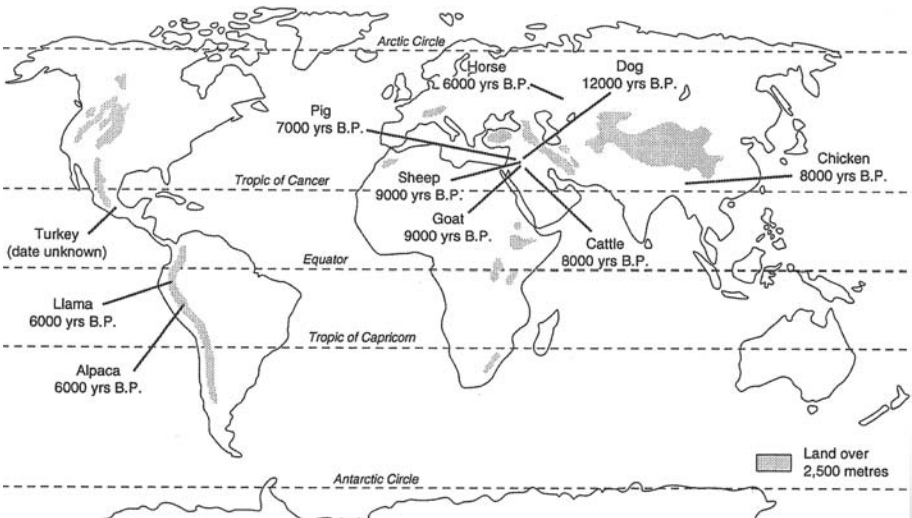 Arctic Circle
Horse
6000 yrs B.P.
Dog
12000 yrs B.P.
Pig
7000 yrs B.P.
Chicken
8000 yrs B.P.
Tropic of Cancer
Sheep
9000 yrs B.P.
Goat
9000 yrs B.P.
Cattle
8000 yrs B.P.
Turkey
(date unknown)
Equator
Llama
6000 yrs B.P.
Tropic of Capricorn
Alpaca
6000 yrs B.P.
Land over
2,500 metres
Antarctic Circle